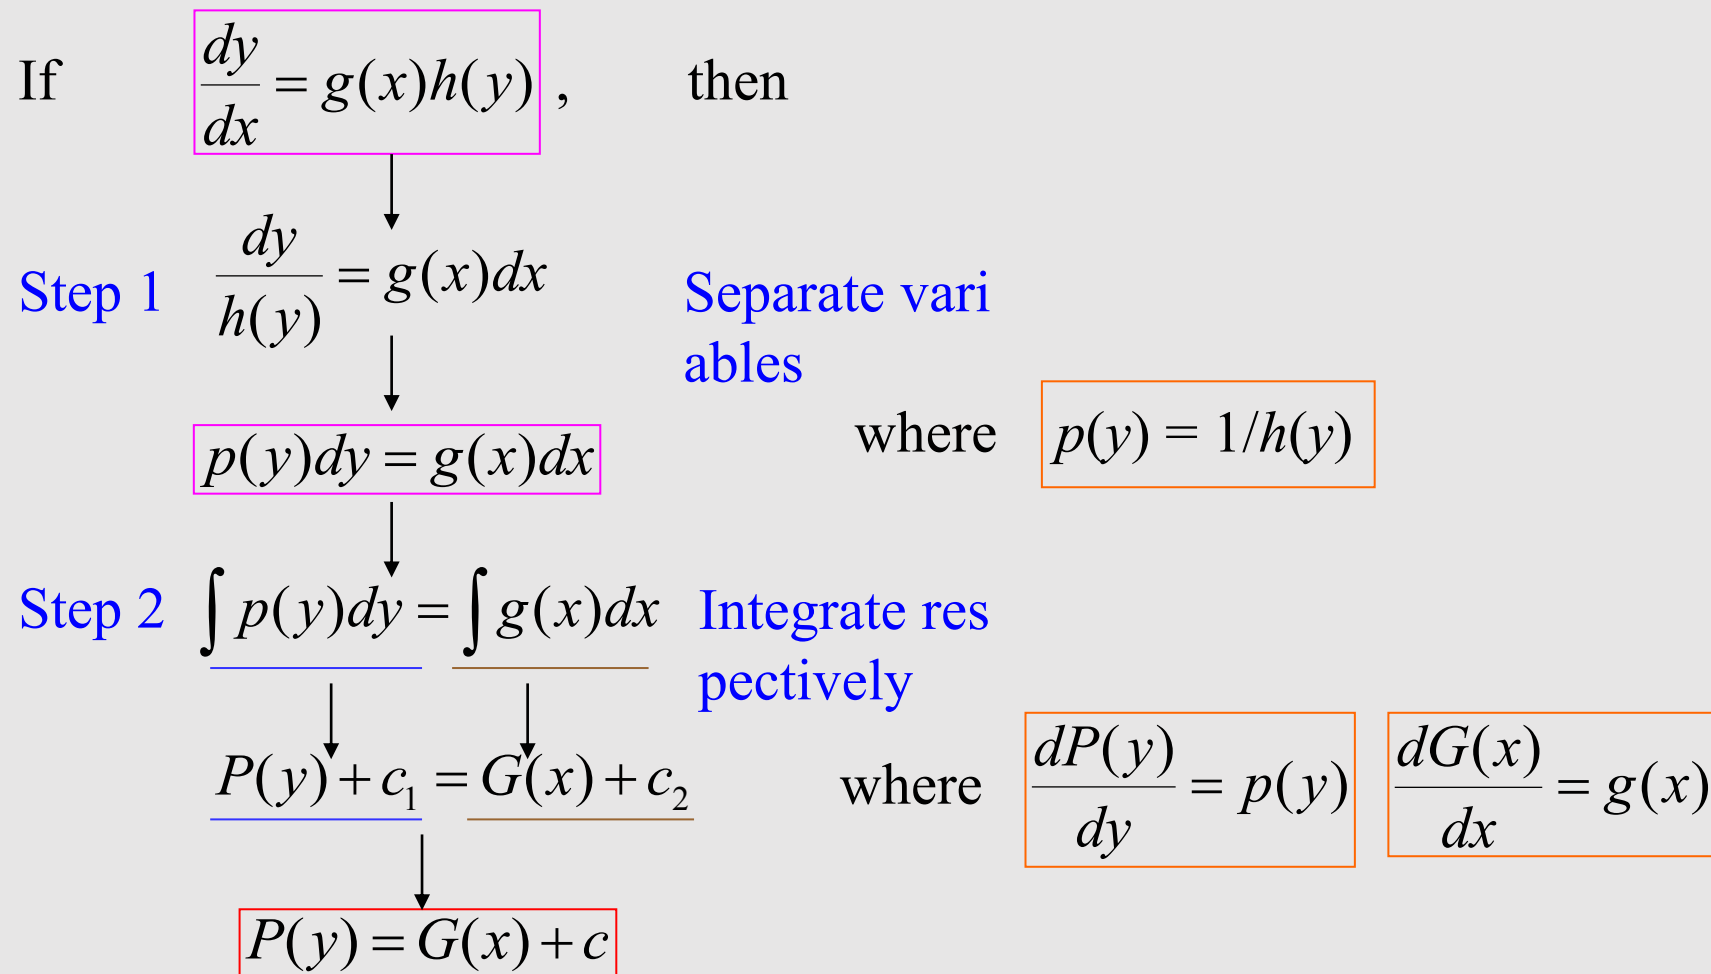 If dy/dx = g(x)h(y) , then
Step 1 dy/h(y) = g(x)dx Separate vari
ables
p(y)dy = g(x)dx where p(y) = 1/h(y)
Step 2 ∫ p(y)dy = ∫ g(x)dx Integrate res
pectively
P(y) + c₁ = G(x) + c₂ where dP(y)/dy = p(y) dG(x)/dx = g(x)
P(y) = G(x) + c